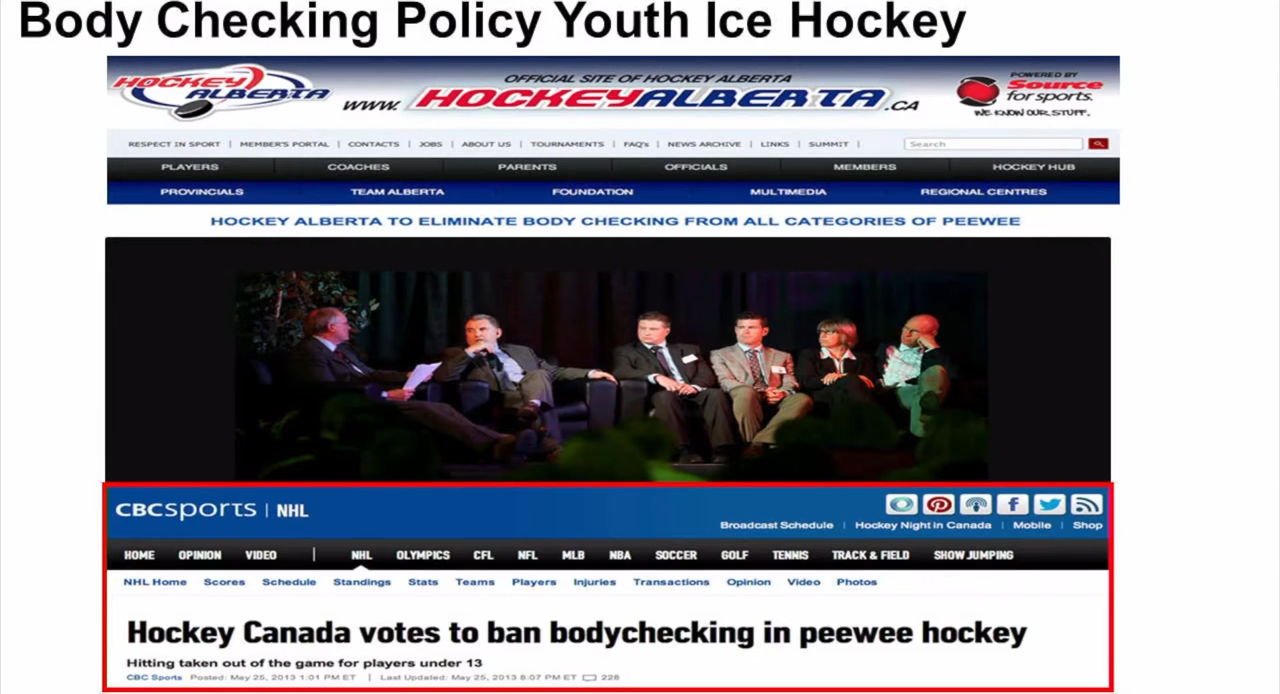 Body Checking Policy Youth Ice Hockey
HOCKEY ALBERTA
OFFICIAL SITE OF HOCKEY ALBERTA
www.HOCKEYALBERTA.CA
POWERED BY
Source
for sports.
WE KNOW OUR STUFF.
RESPECT IN SPORT | MEMBER'S PORTAL | CONTACTS | JOBS | ABOUT US | TOURNAMENTS | FAQ's | NEWS ARCHIVE | LINKS | SUMMIT |
Search
PLAYERS COACHES PARENTS OFFICIALS MEMBERS HOCKEY HUB
PROVINCIALS TEAM ALBERTA FOUNDATION MULTIMEDIA REGIONAL CENTRES
HOCKEY ALBERTA TO ELIMINATE BODY CHECKING FROM ALL CATEGORIES OF PEEWEE
CBCsports | NHL
Broadcast Schedule | Hockey Night in Canada | Mobile | Shop
HOME OPINION VIDEO | NHL OLYMPICS CFL NFL MLB NBA SOCCER GOLF TENNIS TRACK & FIELD SHOW JUMPING
NHL Home Scores Schedule Standings Stats Teams Players Injuries Transactions Opinion Video Photos
Hockey Canada votes to ban bodychecking in peewee hockey
Hitting taken out of the game for players under 13
CBC Sports Posted: May 25, 2013 1:01 PM ET | Last Updated: May 25, 2013 8:07 PM ET 228